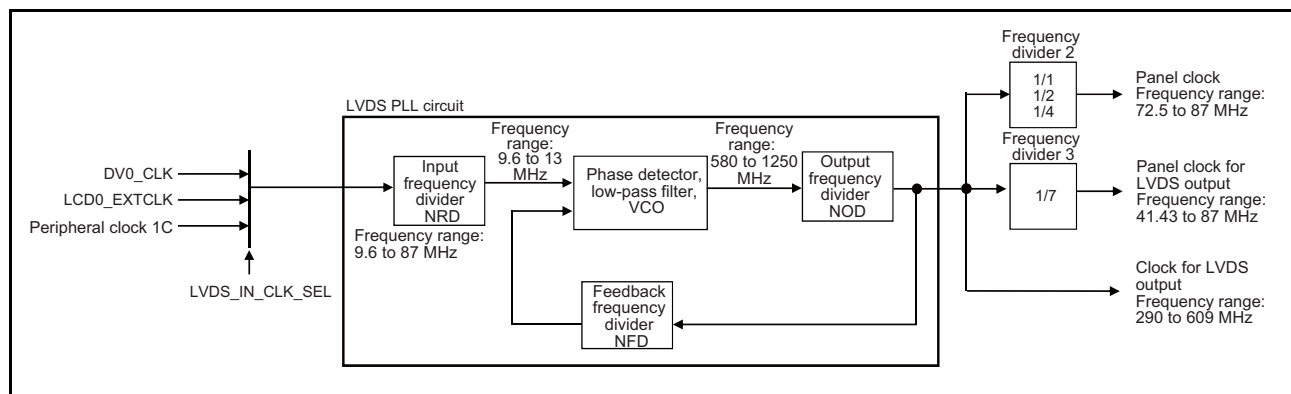 DV0_CLK
LCD0_EXTCLK
Peripheral clock 1C
LVDS_IN_CLK_SEL
LVDS PLL circuit
Input
frequency
divider
NRD
Frequency range:
9.6 to 87 MHz
Frequency
range:
9.6 to 13
MHz
Phase detector,
low-pass filter,
VCO
Frequency
range:
580 to 1250
MHz
Output
frequency
divider
NOD
Feedback
frequency
divider
NFD
Frequency
divider 2
1/1
1/2
1/4
Panel clock
Frequency range:
72.5 to 87 MHz
Frequency
divider 3
1/7
Panel clock for
LVDS output
Frequency range:
41.43 to 87 MHz
Clock for LVDS
output
Frequency range:
290 to 609 MHz